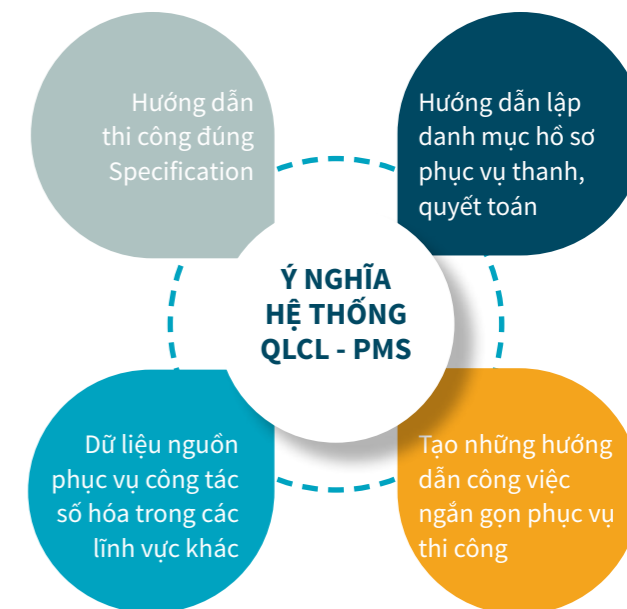 Hướng dẫn
thi công đúng
Specification
Hướng dẫn lập
danh mục hồ sơ
phục vụ thanh,
quyết toán
Ý NGHĨA
HỆ THỐNG
QLCL - PMS
Dữ liệu nguồn
phục vụ công tác
số hóa trong các
lĩnh vực khác
Tạo những hướng
dẫn công việc
ngắn gọn phục vụ
thi công